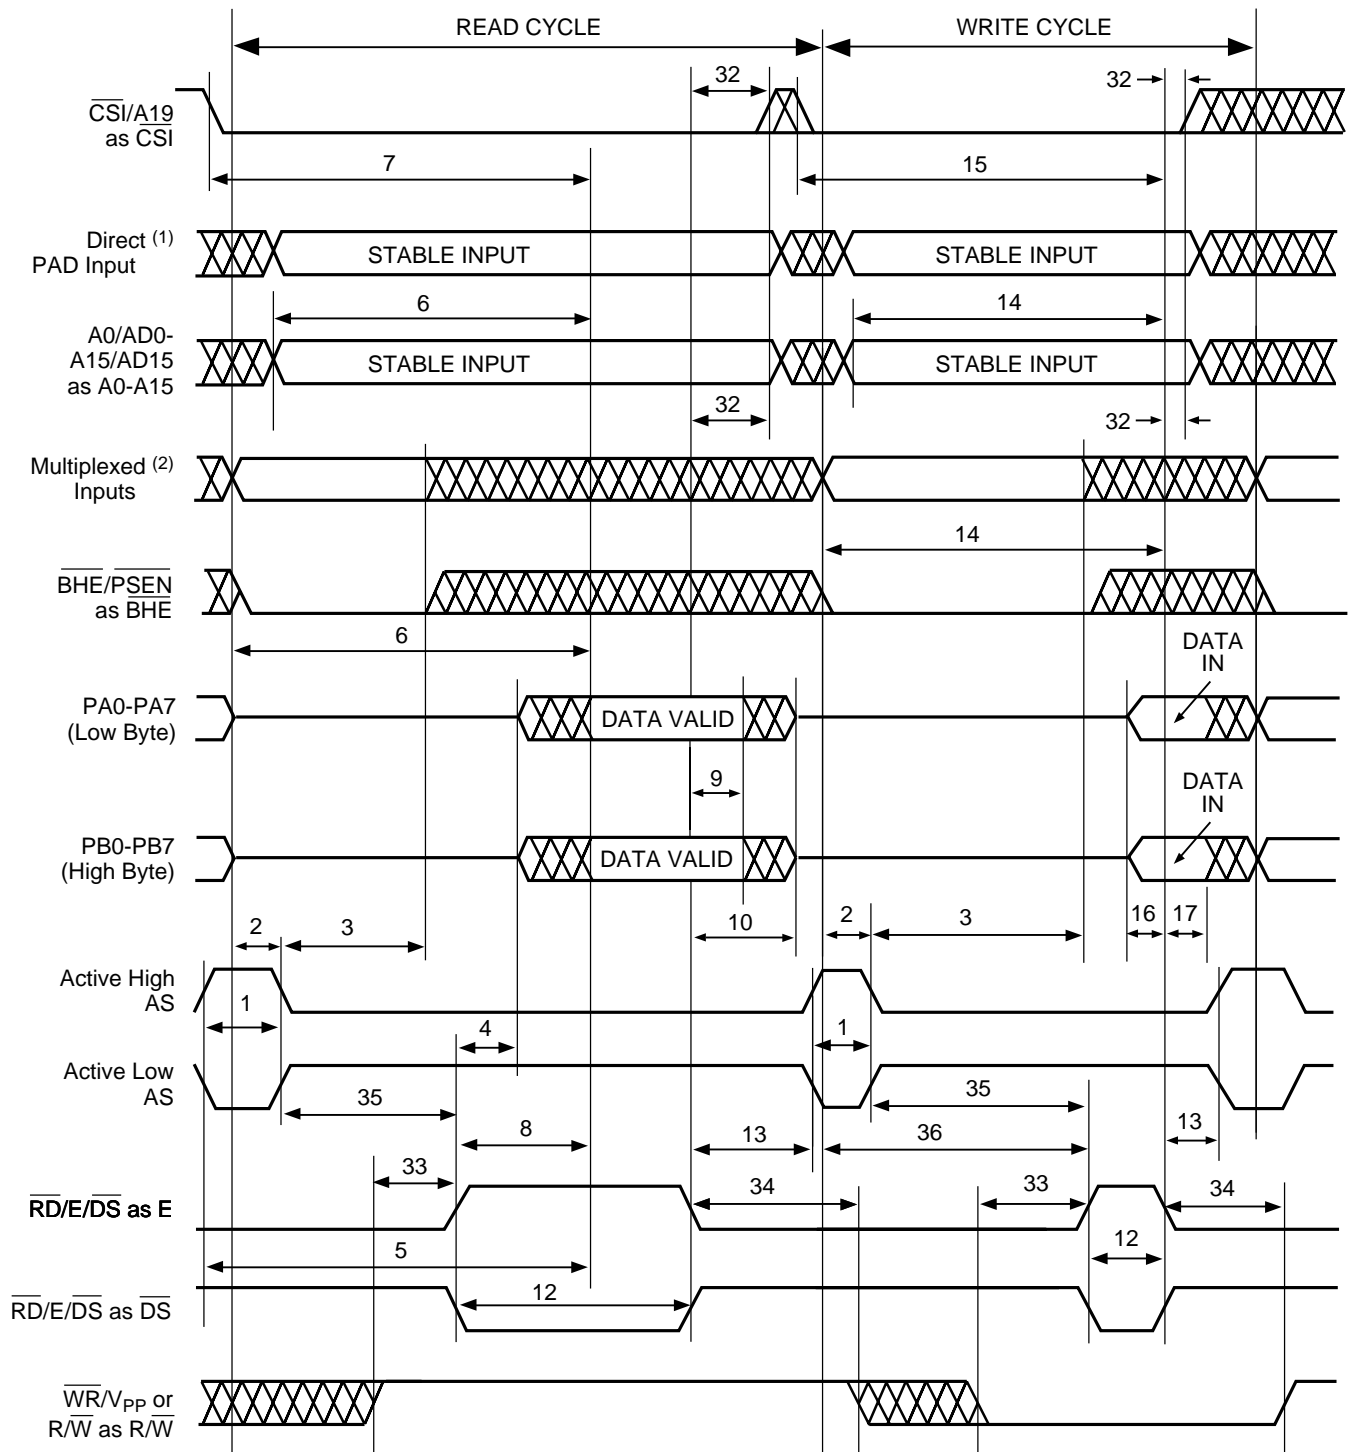 READ CYCLE WRITE CYCLE
32 32
CSI/A19
as CSI
7 15
Direct (1)
PAD Input
STABLE INPUT STABLE INPUT
6 14
A0/AD0-
A15/AD15
as A0-A15
STABLE INPUT STABLE INPUT
32 32
Multiplexed (2)
Inputs
14
BHE/PSEN
as BHE
6
DATA
IN
PA0-PA7
(Low Byte)
DATA VALID
9
DATA
IN
PB0-PB7
(High Byte)
DATA VALID
2 3 10 2 3 16 17
Active High
AS
1 4 1
Active Low
AS
35 35
8 13 36 13
33 34 33 34
RD/E/DS as E
5 12
12
RD/E/DS as DS
WR/VPP or
R/W as R/W